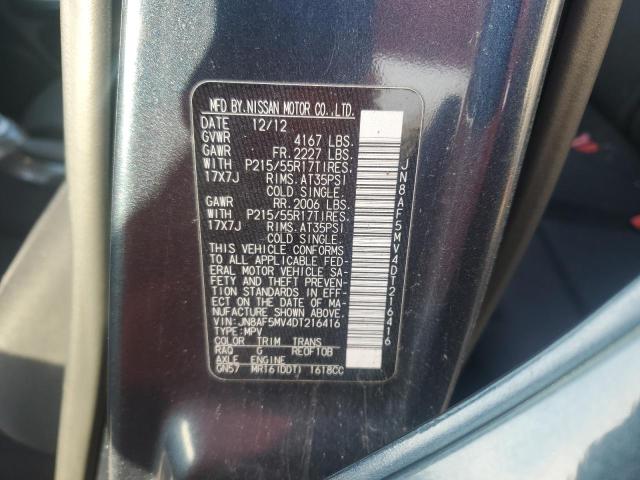 MFD BY.NISSAN MOTOR CO.,LTD.
DATE 12/12
GVWR 4167 LBS.
GAWR FR.2227 LBS.
WITH P215/55R17TIRES,
17X7J RIMS.AT35PSI
COLD SINGLE.
GAWR RR.2006 LBS.
WITH P215/55R17TIRES,
17X7J RIMS.AT35PSI
COLD SINGLE.
THIS VEHICLE CONFORMS
TO ALL APPLICABLE FED-
ERAL MOTOR VEHICLE SA-
FETY AND THEFT PREVEN-
TION STANDARDS IN EFF-
ECT ON THE DATE OF MA-
NUFACTURE SHOWN ABOVE.
VIN:JN8AF5MV4DT216416
TYPE:MPV
COLOR TRIM TRANS
RAQ G RE0F10B
AXLE ENGINE
GN57 MR16(DDT) 1618CC
JN8AF5MV4DT216416